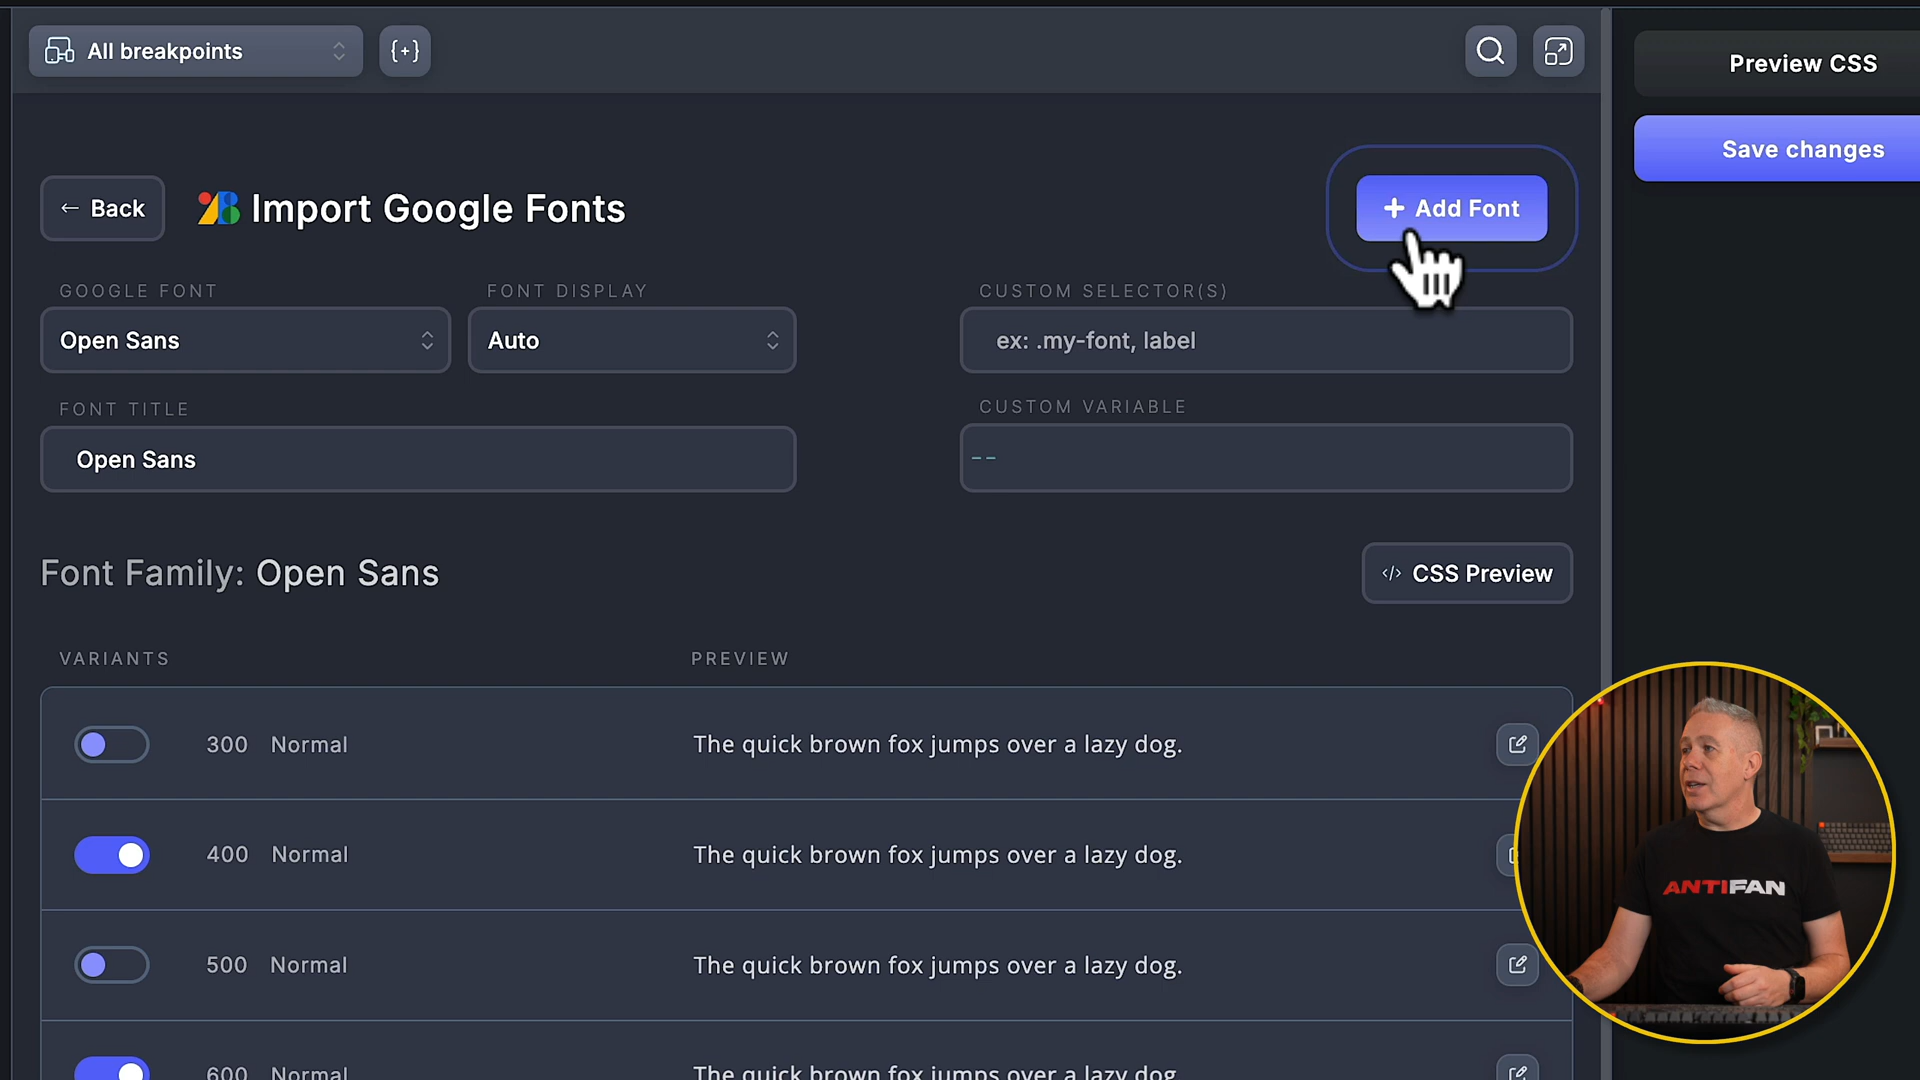 All breakpoints
{+}
Preview CSS
Save changes
← Back
Import Google Fonts
+ Add Font
GOOGLE FONT
FONT DISPLAY
CUSTOM SELECTOR(S)
Open Sans
Auto
ex: .my-font, label
FONT TITLE
CUSTOM VARIABLE
Open Sans
--
Font Family: Open Sans
</> CSS Preview
VARIANTS
PREVIEW
300 Normal
The quick brown fox jumps over a lazy dog.
400 Normal
The quick brown fox jumps over a lazy dog.
ANTIFAN
500 Normal
The quick brown fox jumps over a lazy dog.
600 Normal
The quick brown fox jumps over a lazy dog.